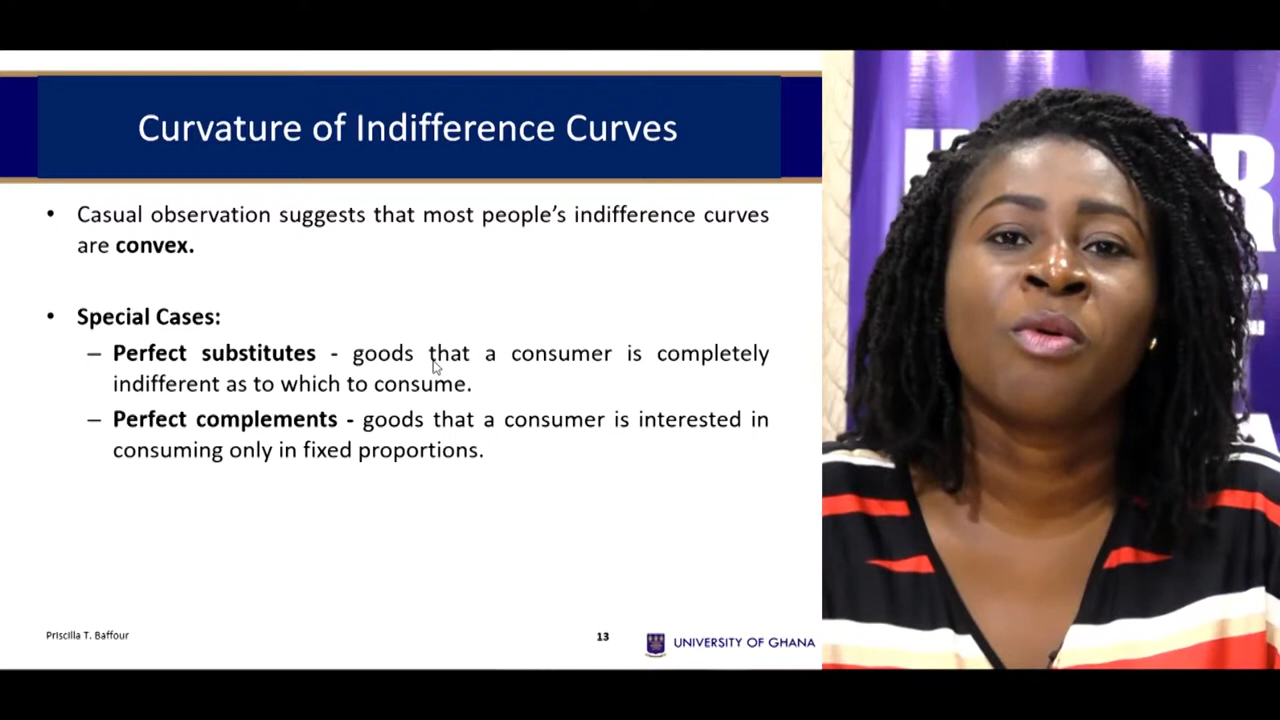 Curvature of Indifference Curves
• Casual observation suggests that most people's indifference curves
are convex.
• Special Cases:
– Perfect substitutes - goods that a consumer is completely
indifferent as to which to consume.
– Perfect complements - goods that a consumer is interested in
consuming only in fixed proportions.
Priscilla T. Baffour
13
UNIVERSITY OF GHANA